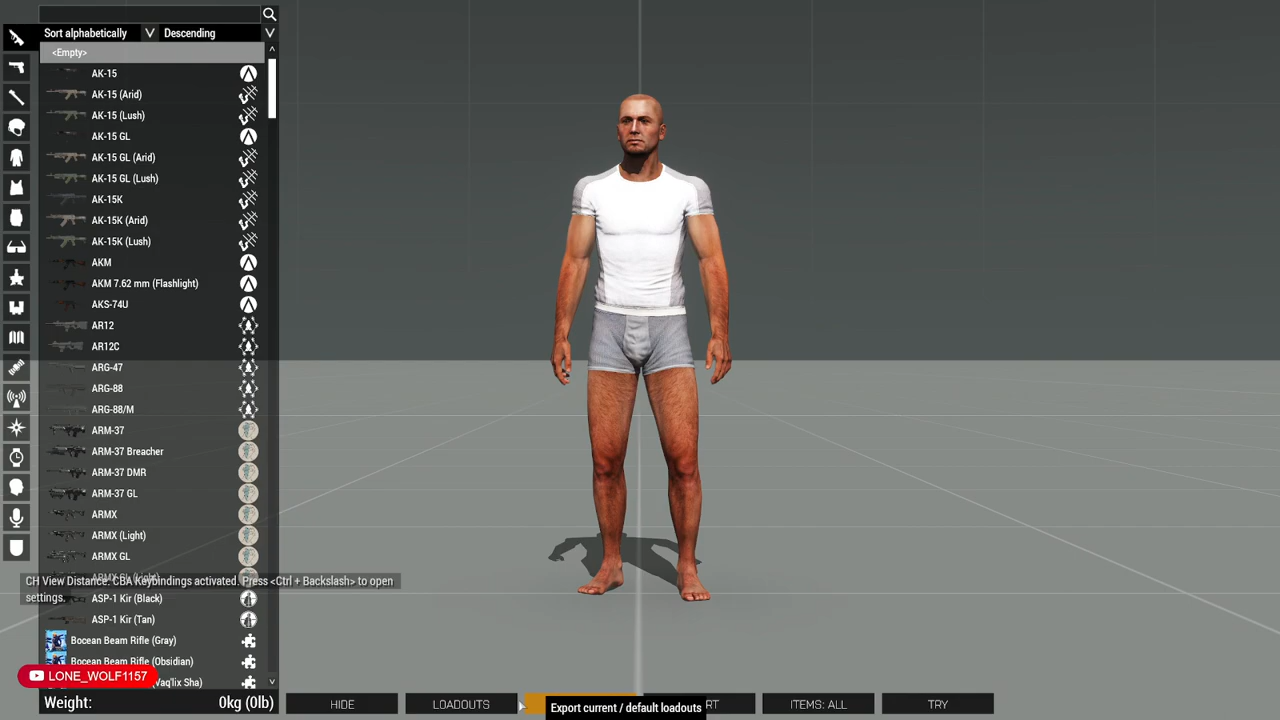 Sort alphabetically
Descending
<Empty>
AK-15
AK-15 (Arid)
AK-15 (Lush)
AK-15 GL
AK-15 GL (Arid)
AK-15 GL (Lush)
AK-15K
AK-15K (Arid)
AK-15K (Lush)
AKM
AKM 7.62 mm (Flashlight)
AKS-74U
AR12
AR12C
ARG-47
ARG-88
ARG-88/M
ARM-37
ARM-37 Breacher
ARM-37 DMR
ARM-37 GL
ARMX
ARMX (Light)
ARMX GL
CH View Distance: CBA Keybindings activated. Press <Ctrl + Backslash> to open
settings.
ASP-1 Kir (Black)
ASP-1 Kir (Tan)
Bocean Beam Rifle (Gray)
Bocean Beam Rifle (Obsidian)
LONE_WOLF1157
(Vaq'lix Sha)
Weight: 0kg (0lb)
HIDE
LOADOUTS
Export current / default loadouts
ITEMS: ALL
TRY